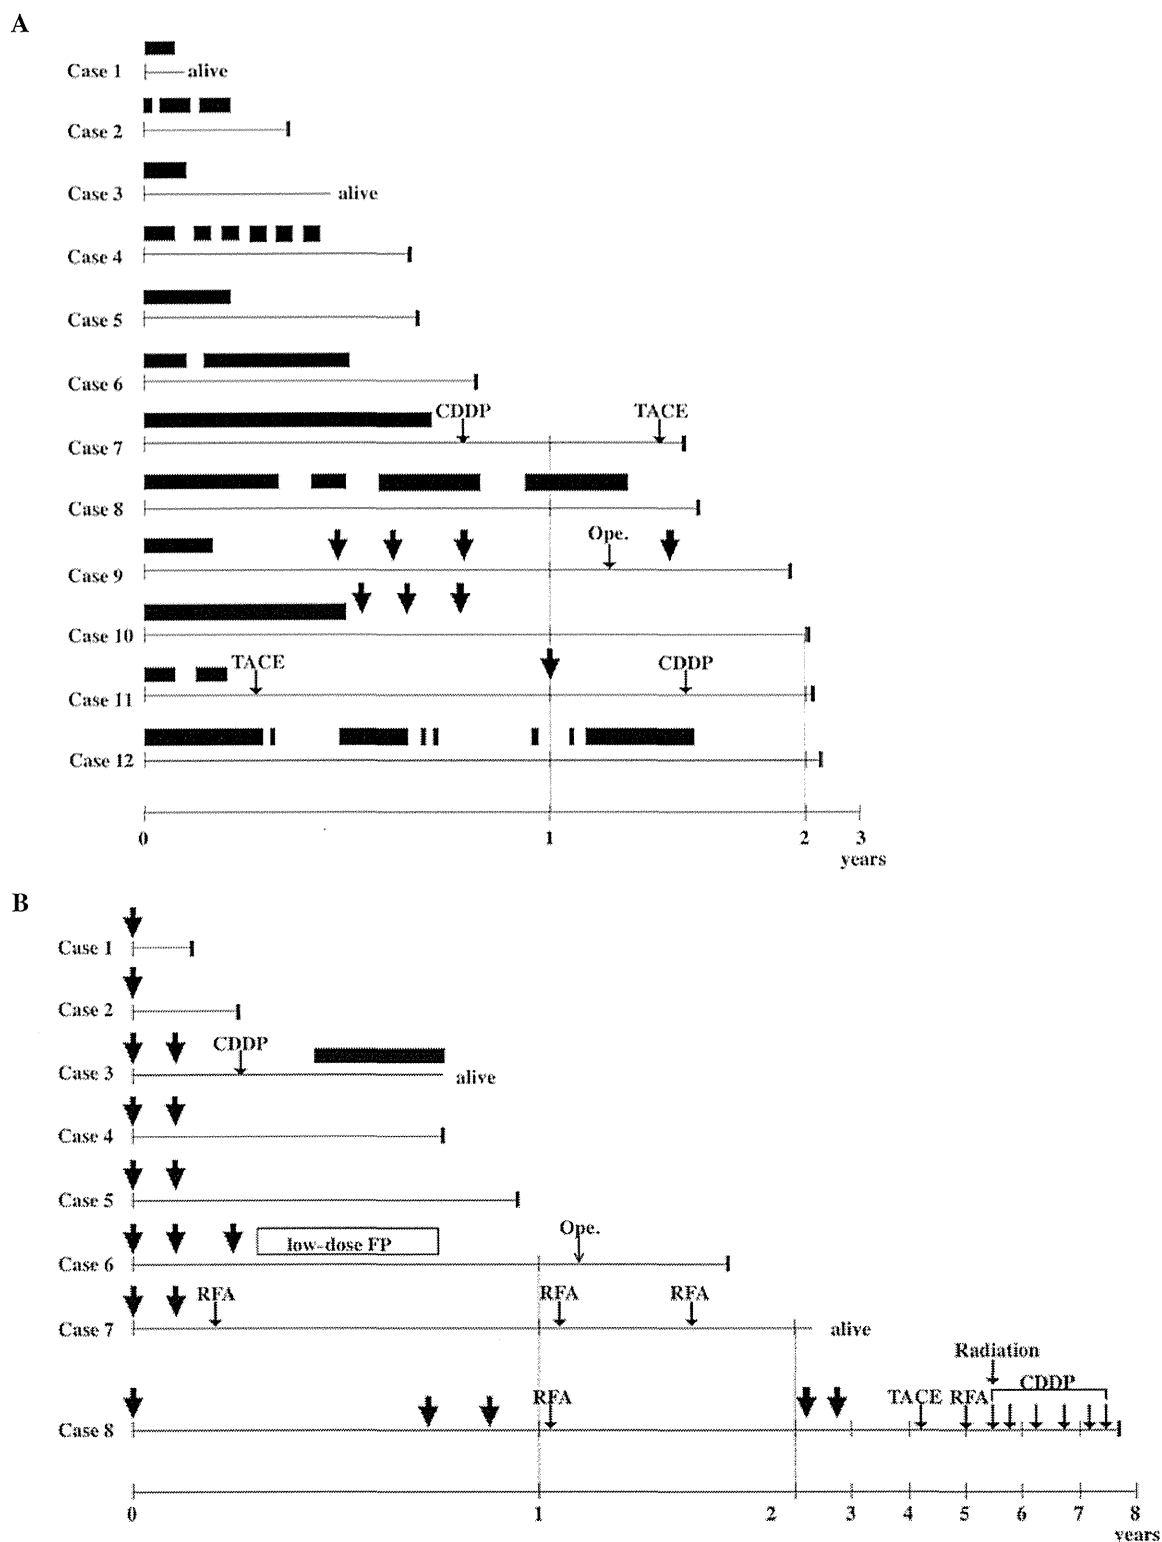 A
Case 1 alive
Case 2
Case 3 alive
Case 4
Case 5
Case 6
CDDP TACE
Case 7
Case 8
Ope.
Case 9
Case 10
TACE CDDP
Case 11
Case 12
0 1 2 3
years
B
Case 1
Case 2
CDDP
Case 3 alive
Case 4
Case 5
Ope.
low-dose FP
Case 6
RFA RFA RFA
Case 7 alive
Radiation
CDDP
RFA TACE RFA
Case 8
0 1 2 3 4 5 6 7 8
years